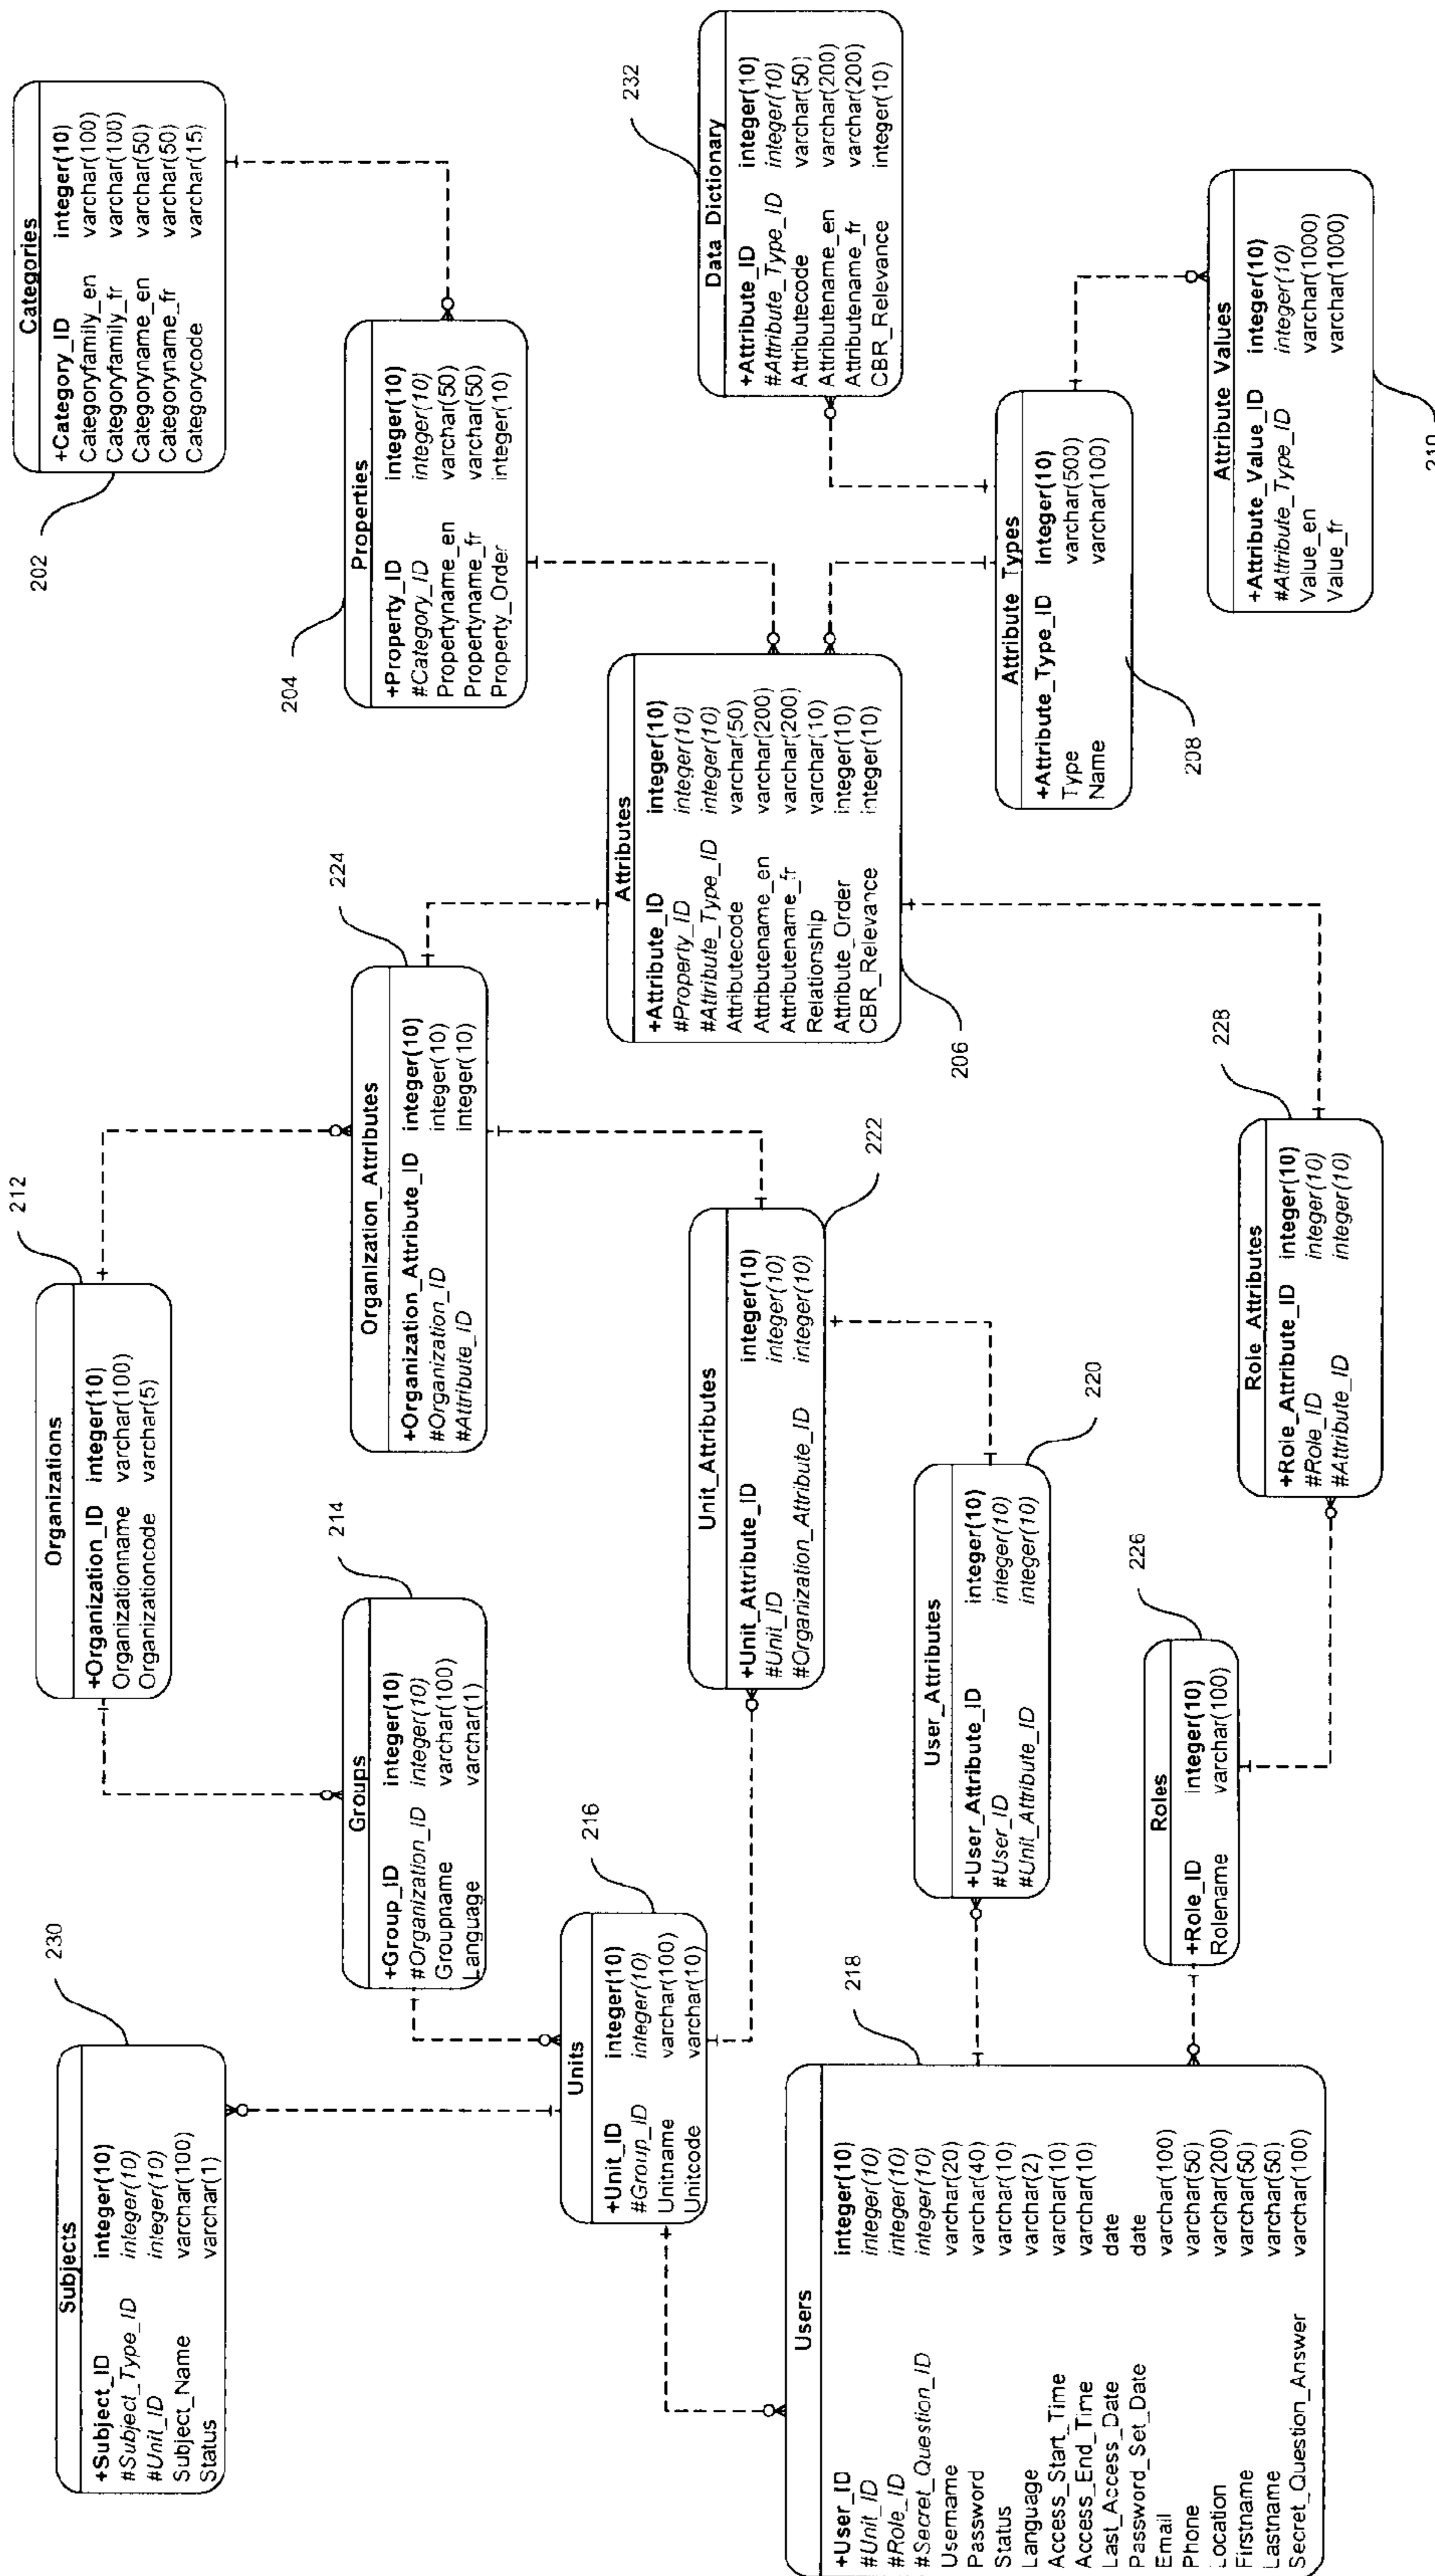 230
Subjects
+Subject_ID integer(10)
#Subject_Type_ID integer(10)
#Unit_ID integer(10)
Subject_Name varchar(100)
Status varchar(1)
212
Organizations
+Organization_ID integer(10)
Organizationname varchar(100)
Organizationcode varchar(5)
202
Categories
+Category_ID integer(10)
Categoryfamily_en varchar(100)
Categoryfamily_fr varchar(100)
Categoryname_en varchar(50)
Categoryname_fr varchar(50)
Categorycode varchar(15)
214
Groups
+Group_ID integer(10)
#Organization_ID integer(10)
Groupname varchar(100)
Language varchar(1)
224
Organization_Attributes
+Organization_Attribute_ID integer(10)
#Organization_ID integer(10)
#Attribute_ID integer(10)
204
Properties
+Property_ID integer(10)
#Category_ID integer(10)
Propertyname_en varchar(50)
Propertyname_fr varchar(50)
Property_Order integer(10)
216
Units
+Unit_ID integer(10)
#Group_ID integer(10)
Unitname varchar(100)
Unitcode varchar(10)
222
Unit_Attributes
+Unit_Attribute_ID integer(10)
#Unit_ID integer(10)
#Organization_Attribute_ID integer(10)
206
Attributes
+Attribute_ID integer(10)
#Property_ID integer(10)
#Attribute_Type_ID integer(10)
Attributecode varchar(50)
Attributename_en varchar(200)
Attributename_fr varchar(200)
Relationship varchar(10)
Attribute_Order integer(10)
CBR_Relevance integer(10)
232
Data_Dictionary
+Attribute_ID integer(10)
#Attribute_Type_ID integer(10)
Attributecode varchar(50)
Attributename_en varchar(200)
Attributename_fr varchar(200)
CBR_Relevance integer(10)
218
Users
+User_ID integer(10)
#Unit_ID integer(10)
#Role_ID integer(10)
#Secret_Question_ID integer(10)
Username varchar(20)
Password varchar(40)
Status varchar(10)
Language varchar(2)
Access_Start_Time varchar(10)
Access_End_Time varchar(10)
Last_Access_Date date
Password_Set_Date date
Email varchar(100)
Phone varchar(50)
Location varchar(200)
Firstname varchar(50)
Lastname varchar(50)
Secret_Question_Answer varchar(100)
220
User_Attributes
+User_Attribute_ID integer(10)
#User_ID integer(10)
#Unit_Attribute_ID integer(10)
226
Roles
+Role_ID integer(10)
Rolename varchar(100)
228
Role_Attributes
+Role_Attribute_ID integer(10)
#Role_ID integer(10)
#Attribute_ID integer(10)
208
Attribute_Types
+Attribute_Type_ID integer(10)
Type varchar(500)
Name varchar(100)
210
Attribute_Values
+Attribute_Value_ID integer(10)
#Attribute_Type_ID integer(10)
Value_en varchar(1000)
Value_fr varchar(1000)